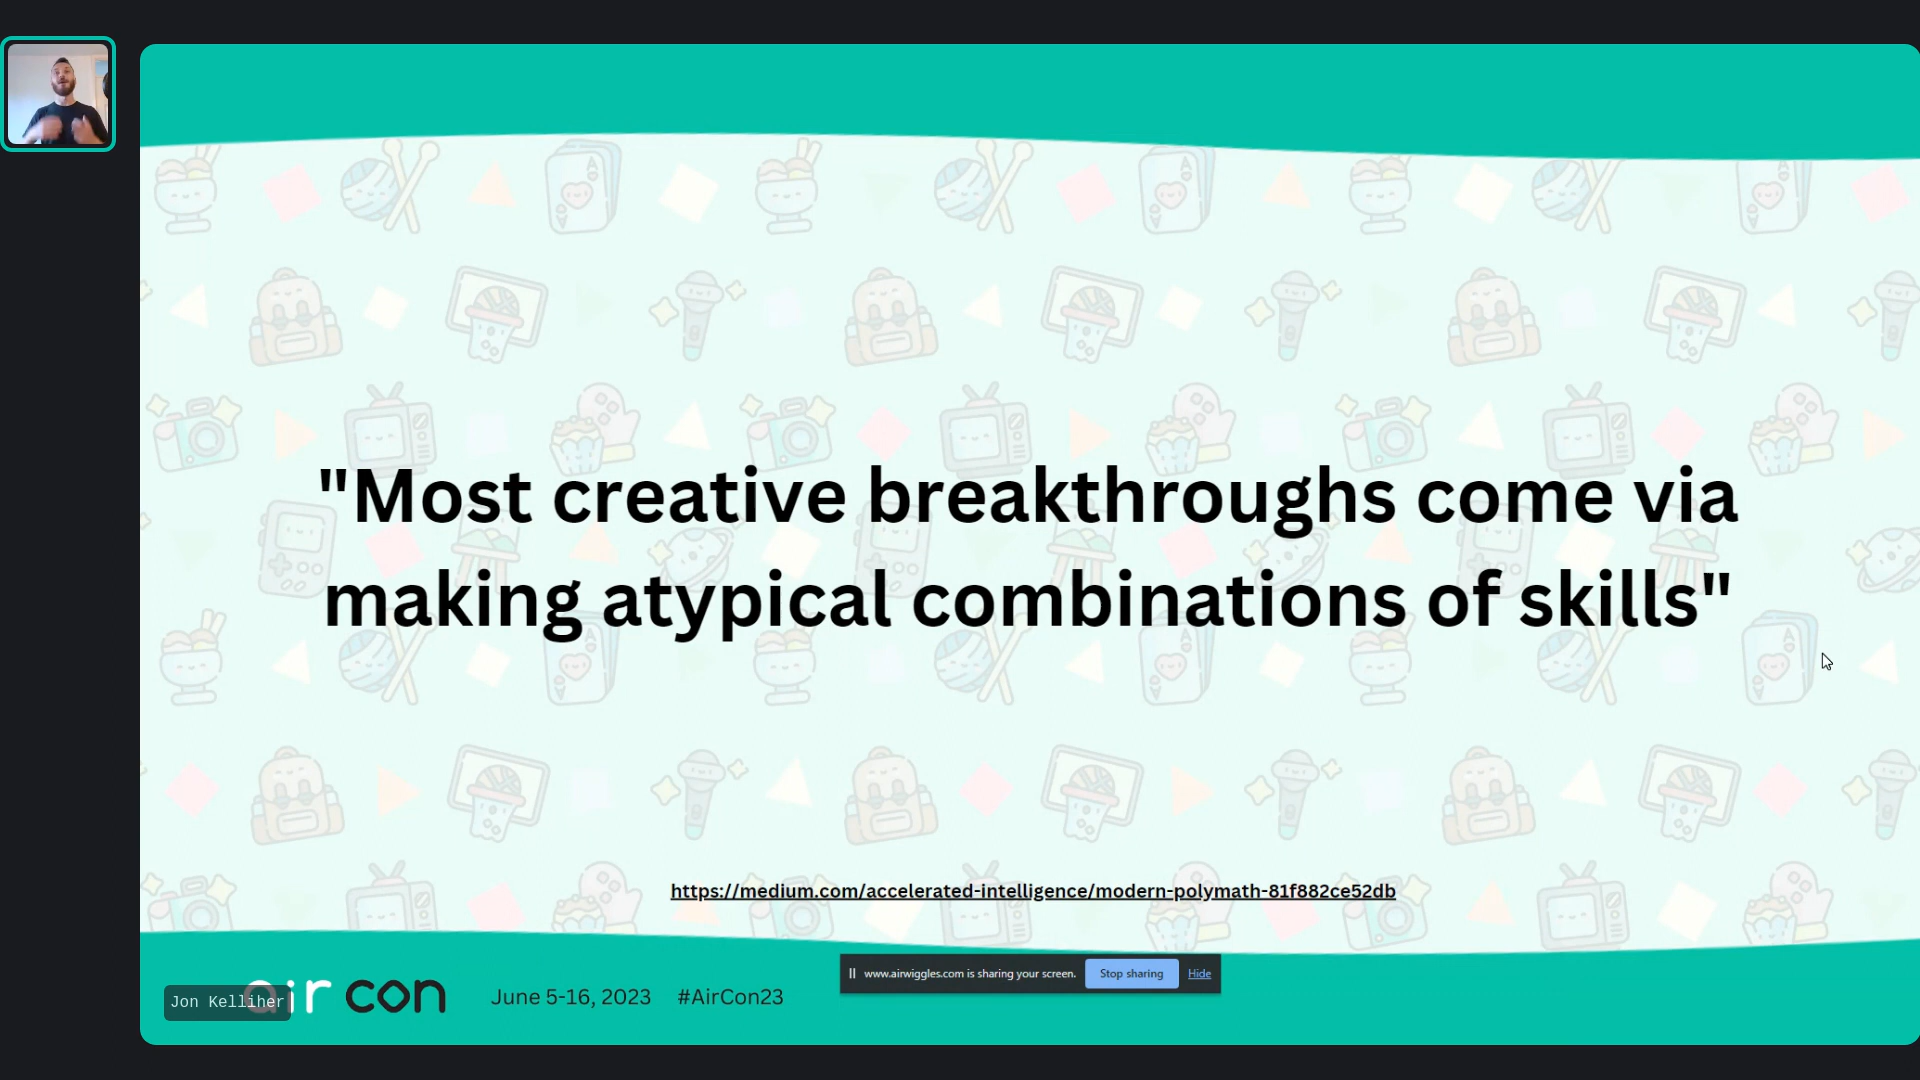 "Most creative breakthroughs come via
making atypical combinations of skills"
https://medium.com/accelerated-intelligence/modern-polymath-81f882ce52db
www.airwiggles.com is sharing your screen. Stop sharing Hide
air con June 5-16, 2023 #AirCon23
Jon Kelliher